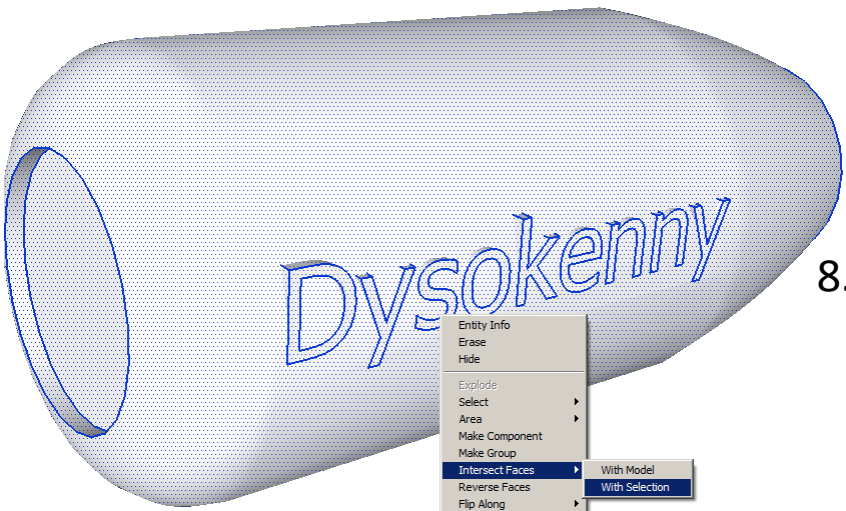 Dysokenny
8.
Entity Info
Erase
Hide
Explode
Select
Area
Make Component
Make Group
Intersect Faces
With Model
Reverse Faces
With Selection
Flip Along